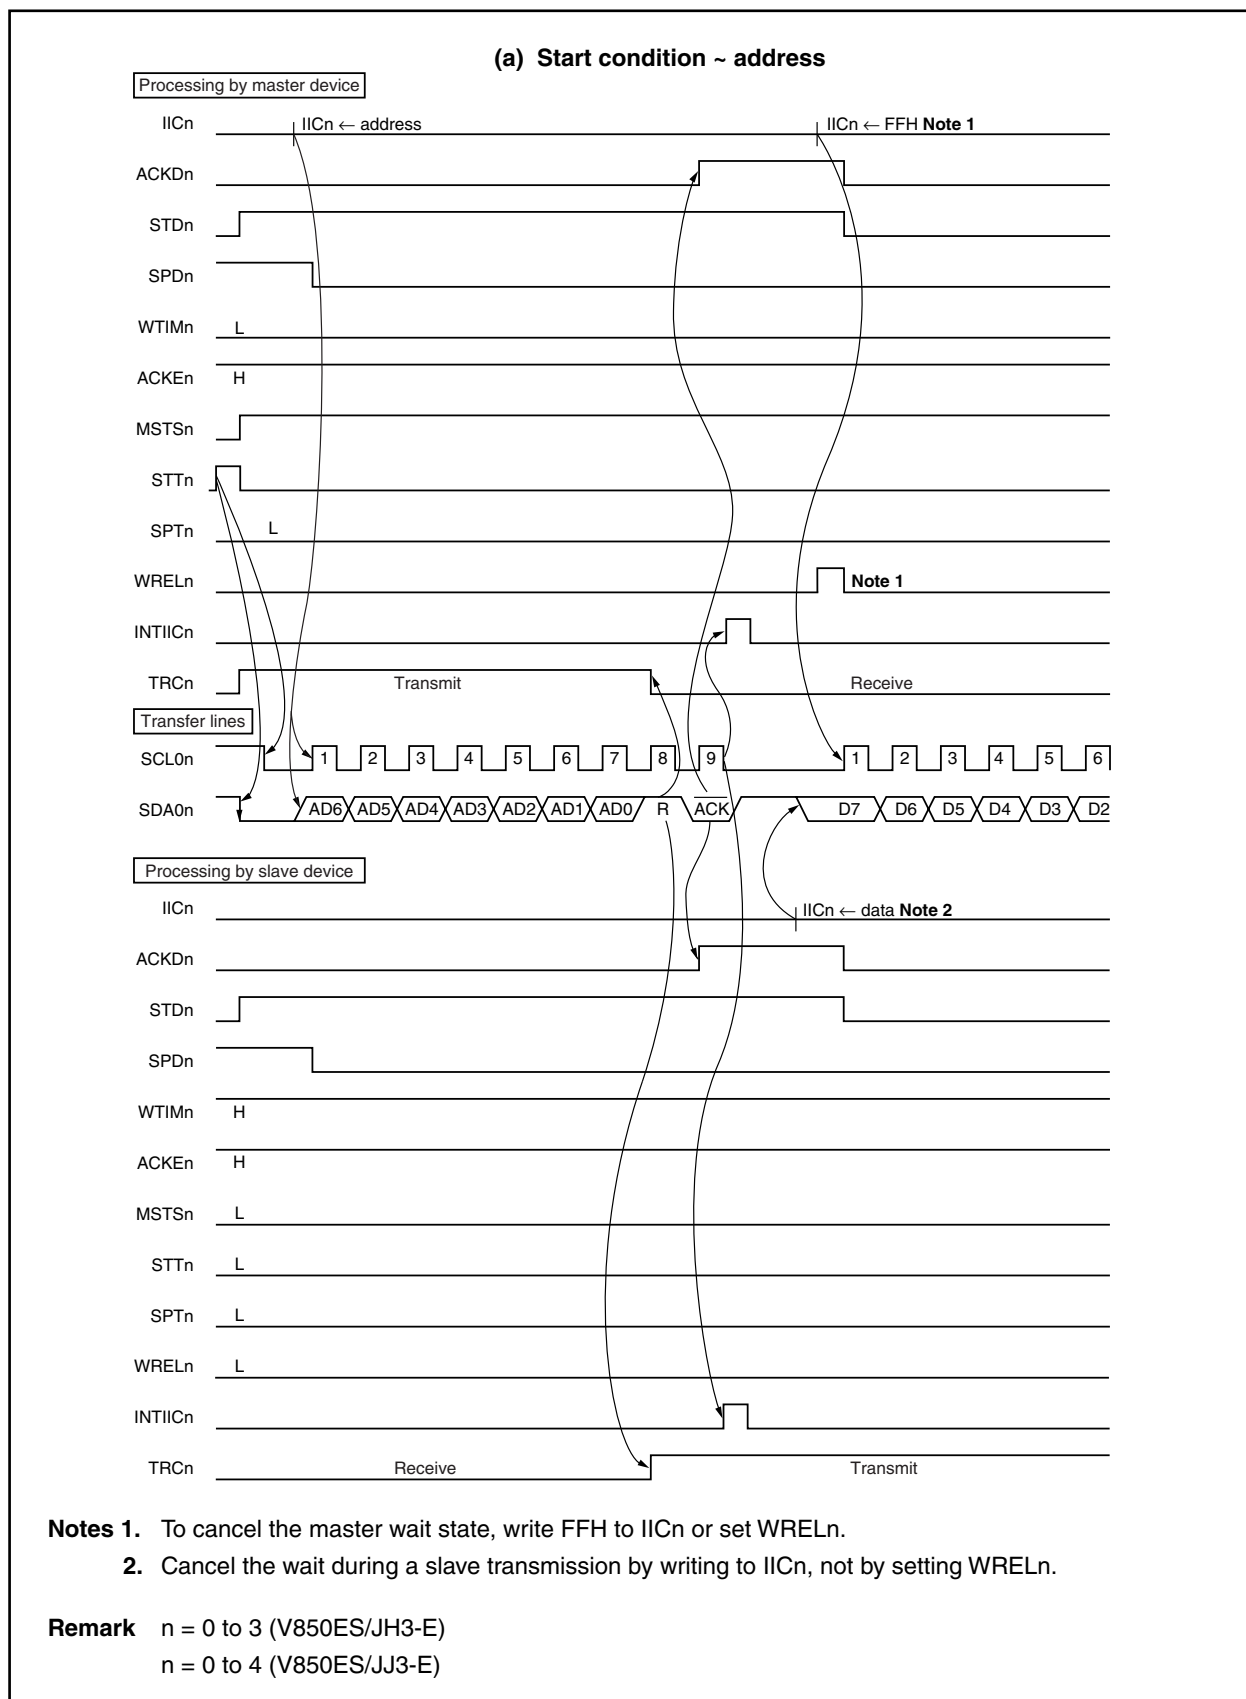 (a) Start condition ~ address
Processing by master device
IICn
IICn ← address
IICn ← FFH Note 1
ACKDn
STDn
SPDn
WTIMn L
ACKEn H
MSTSn
STTn
SPTn L
WRELn Note 1
INTIICn
TRCn Transmit Receive
Transfer lines
SCL0n 1 2 3 4 5 6 7 8 9 1 2 3 4 5 6
SDA0n AD6 AD5 AD4 AD3 AD2 AD1 AD0 R ACK D7 D6 D5 D4 D3 D2
Processing by slave device
IICn
IICn ← data Note 2
ACKDn
STDn
SPDn
WTIMn H
ACKEn H
MSTSn L
STTn L
SPTn L
WRELn L
INTIICn
TRCn Receive Transmit
Notes 1. To cancel the master wait state, write FFH to IICn or set WRELn.
2. Cancel the wait during a slave transmission by writing to IICn, not by setting WRELn.
Remark n = 0 to 3 (V850ES/JH3-E)
n = 0 to 4 (V850ES/JJ3-E)